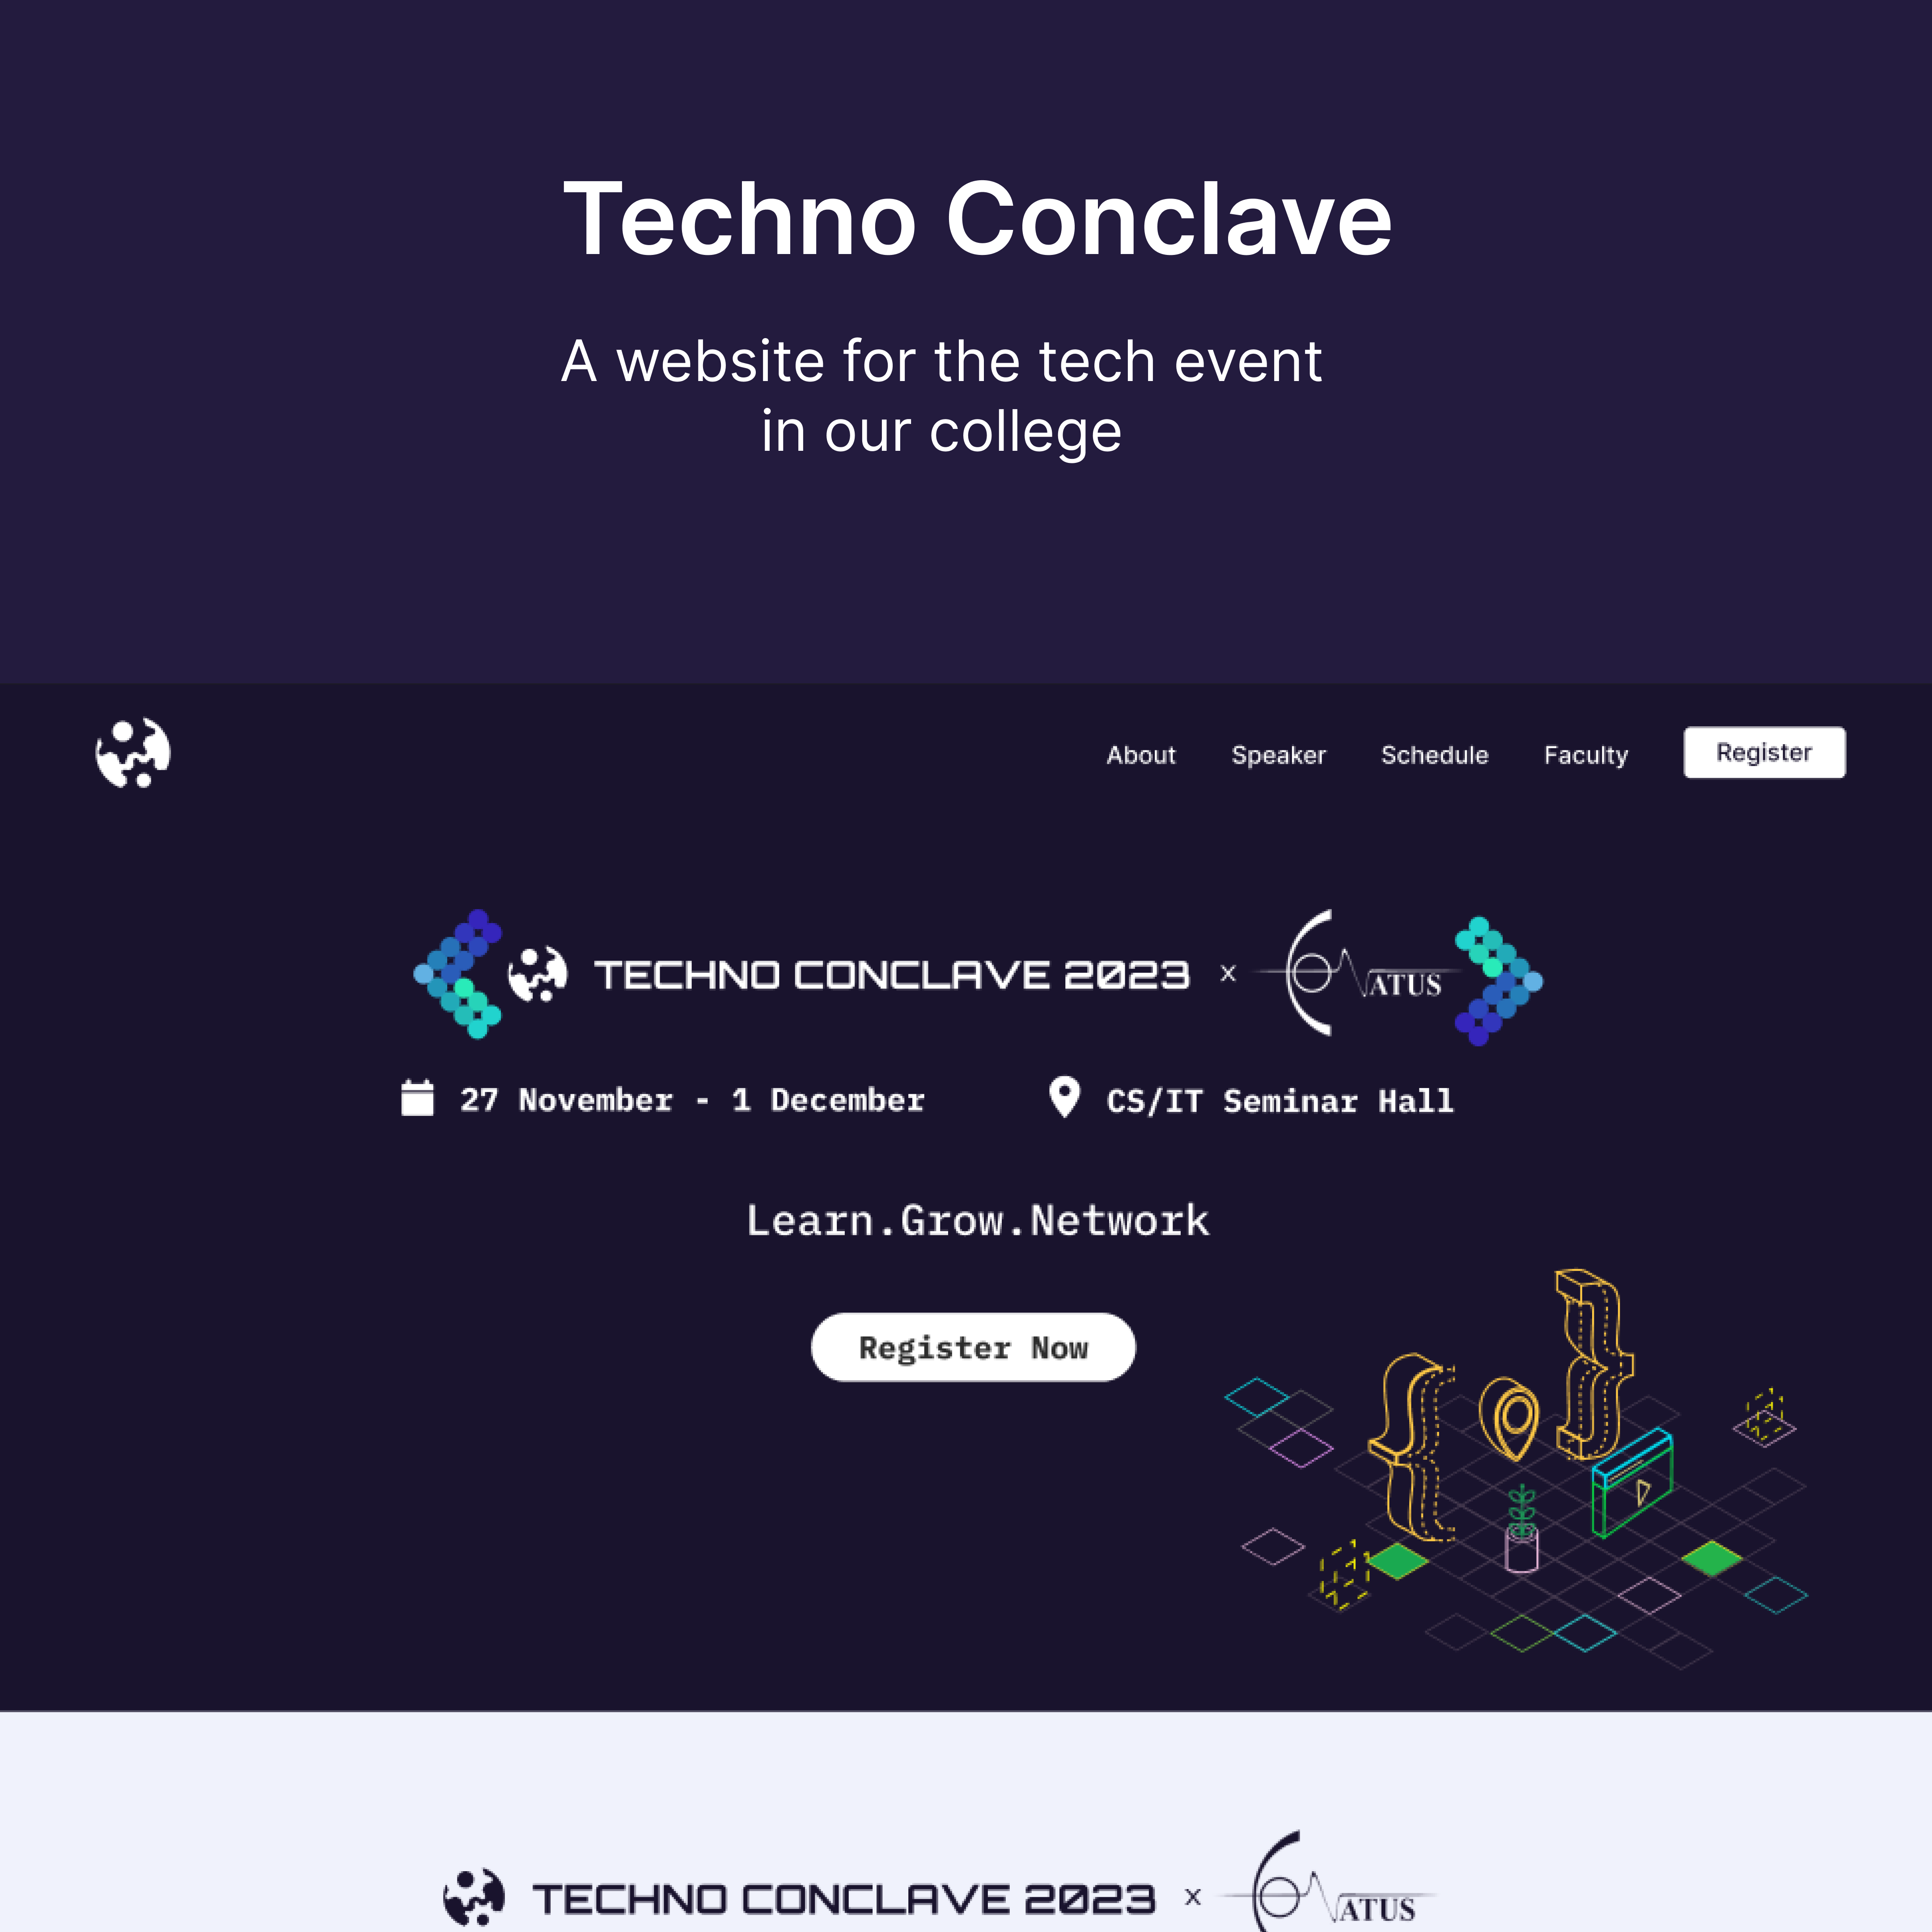 Techno Conclave
A website for the tech event
in our college
About Speaker Schedule Faculty Register
TECHNO CONCLAVE 2023 x ATUS
27 November - 1 December CS/IT Seminar Hall
Learn.Grow.Network
Register Now
TECHNO CONCLAVE 2023 x ATUS